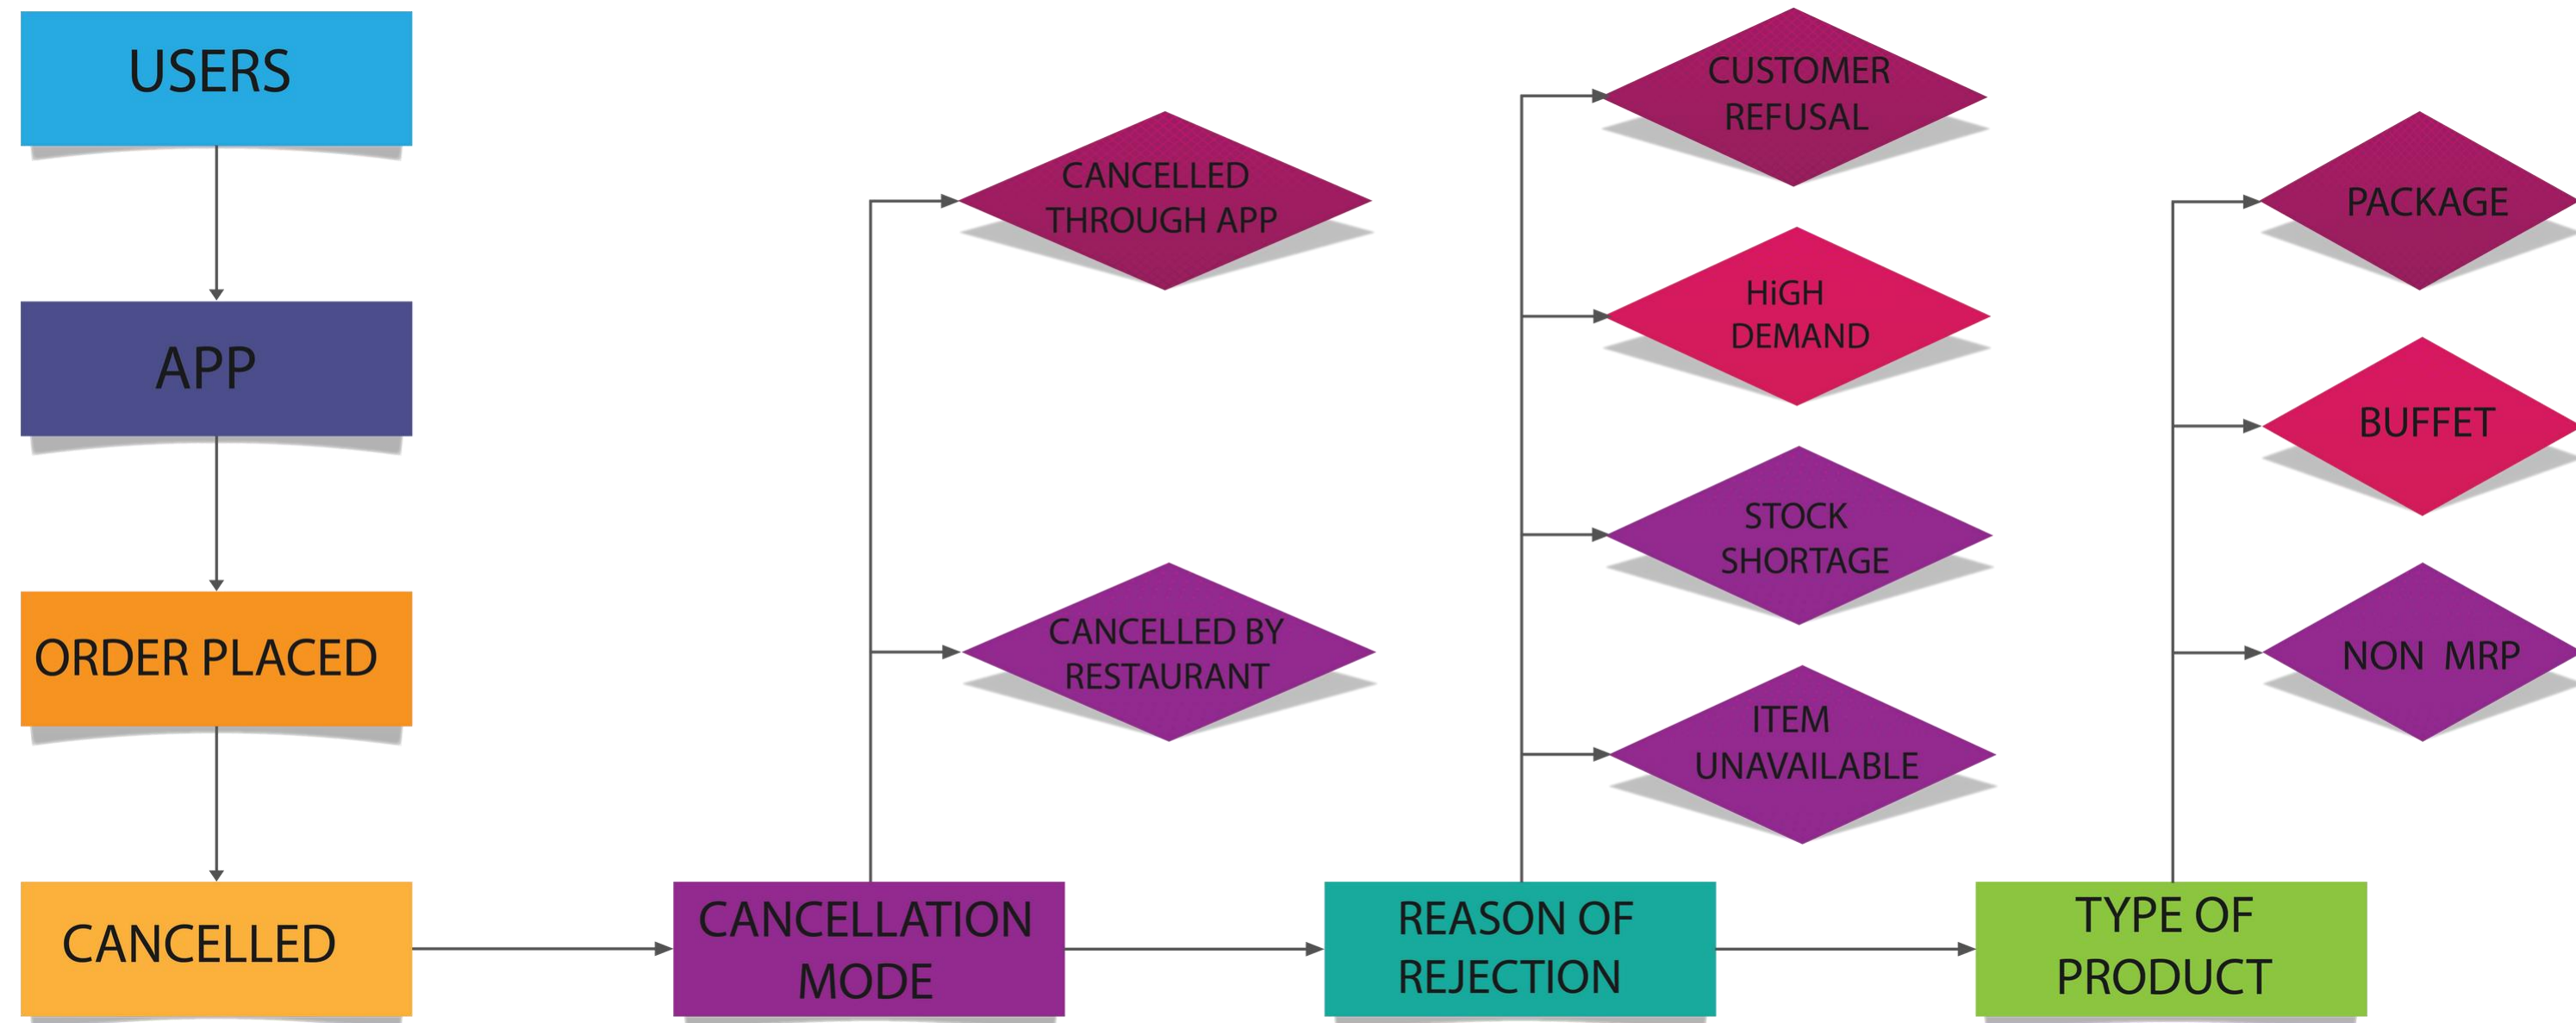 USERS
APP
ORDER PLACED
CANCELLED
CANCELLATION
MODE
CANCELLED
THROUGH APP
CANCELLED BY
RESTAURANT
REASON OF
REJECTION
CUSTOMER
REFUSAL
HiGH
DEMAND
STOCK
SHORTAGE
ITEM
UNAVAILABLE
TYPE OF
PRODUCT
PACKAGE
BUFFET
NON MRP